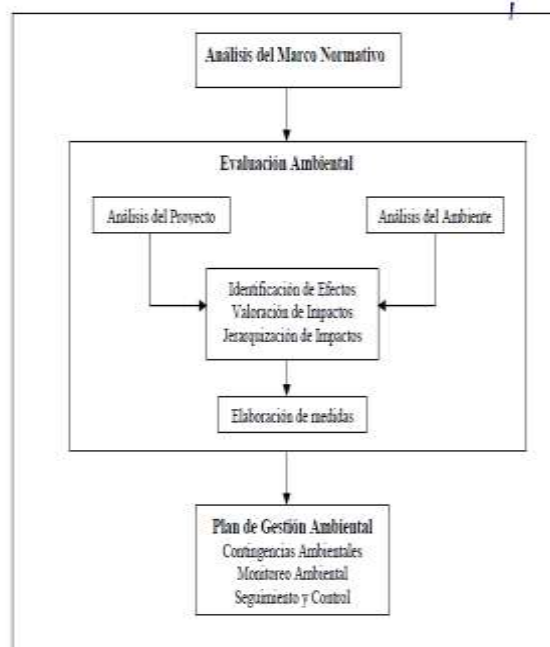 Análisis del Marco Normativo
Evaluación Ambiental
Análisis del Proyecto
Análisis del Ambiente
Identificación de Efectos
Valoración de Impactos
Jerarquización de Impactos
Elaboración de medidas
Plan de Gestión Ambiental
Contingencias Ambientales
Monitoreo Ambiental
Seguimiento y Control